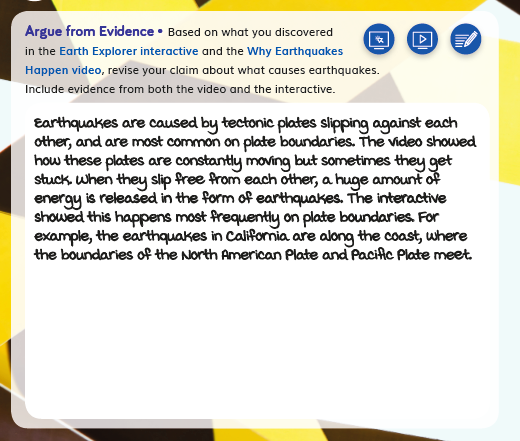 Argue from Evidence • Based on what you discovered
in the Earth Explorer interactive and the Why Earthquakes
Happen video, revise your claim about what causes earthquakes.
Include evidence from both the video and the interactive.
Earthquakes are caused by tectonic plates slipping against each
other, and are most common on plate boundaries. The video showed
how these plates are constantly moving but sometimes they get
stuck. When they slip free from each other, a huge amount of
energy is released in the form of earthquakes. The interactive
showed this happens most frequently on plate boundaries. For
example, the earthquakes in California are along the coast, where
the boundaries of the North American Plate and Pacific Plate meet.